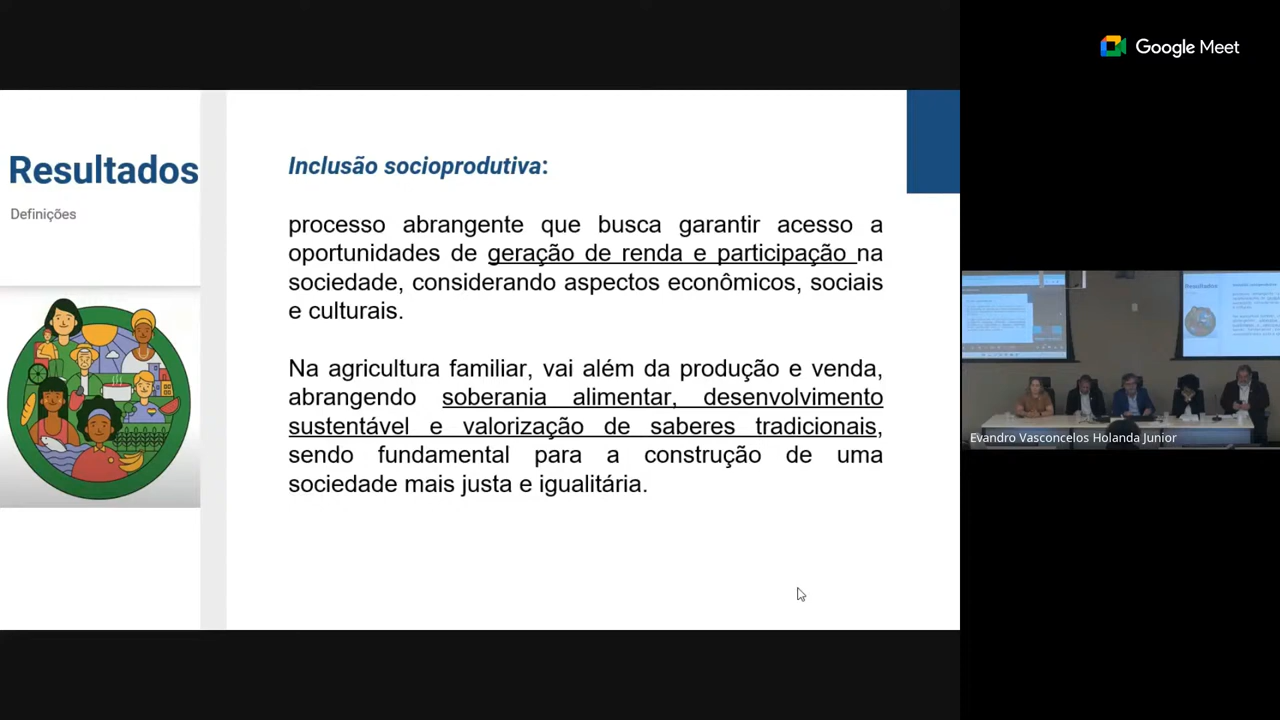 Google Meet
Resultados
Definições
Inclusão socioprodutiva:
processo abrangente que busca garantir acesso a
oportunidades de geração de renda e participação na
sociedade, considerando aspectos econômicos, sociais
e culturais.
Na agricultura familiar, vai além da produção e venda,
abrangendo soberania alimentar, desenvolvimento
sustentável e valorização de saberes tradicionais,
sendo fundamental para a construção de uma
sociedade mais justa e igualitária.
Resultados
Evandro Vasconcelos Holanda Junior